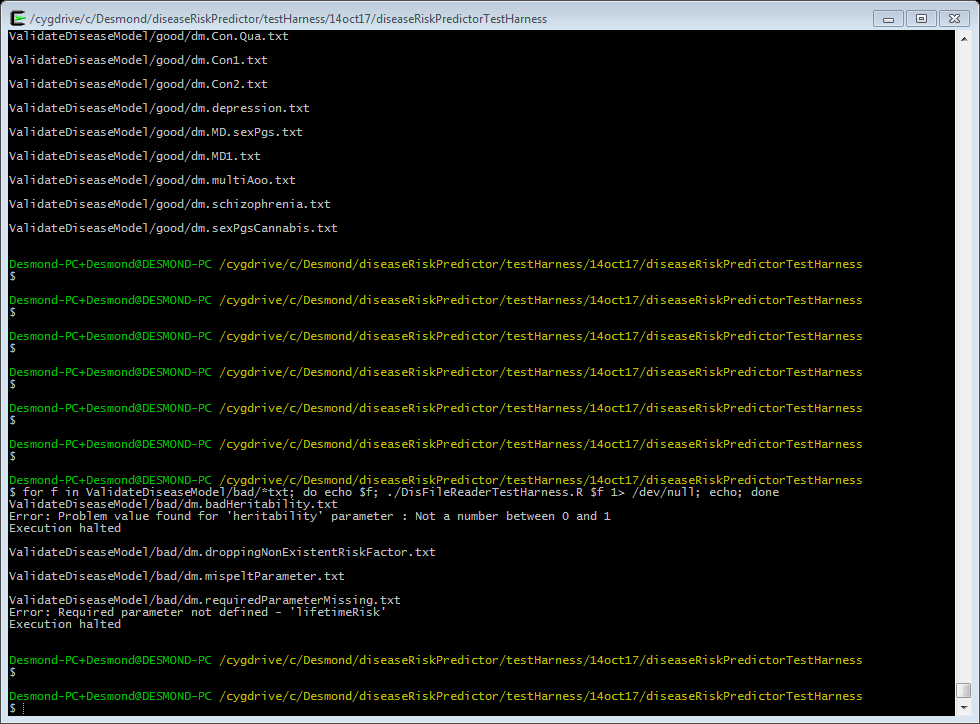 /cygdrive/c/Desmond/diseaseRiskPredictor/testHarness/14oct17/diseaseRiskPredictorTestHarness
ValidateDiseaseModel/good/dm.Con.Qua.txt
ValidateDiseaseModel/good/dm.Con1.txt
ValidateDiseaseModel/good/dm.Con2.txt
ValidateDiseaseModel/good/dm.depression.txt
ValidateDiseaseModel/good/dm.MD.sexPgs.txt
ValidateDiseaseModel/good/dm.MD1.txt
ValidateDiseaseModel/good/dm.multiAoo.txt
ValidateDiseaseModel/good/dm.schizophrenia.txt
ValidateDiseaseModel/good/dm.sexPgsCannabis.txt
Desmond-PC+Desmond@DESMOND-PC /cygdrive/c/Desmond/diseaseRiskPredictor/testHarness/14oct17/diseaseRiskPredictorTestHarness
$
Desmond-PC+Desmond@DESMOND-PC /cygdrive/c/Desmond/diseaseRiskPredictor/testHarness/14oct17/diseaseRiskPredictorTestHarness
$
Desmond-PC+Desmond@DESMOND-PC /cygdrive/c/Desmond/diseaseRiskPredictor/testHarness/14oct17/diseaseRiskPredictorTestHarness
$
Desmond-PC+Desmond@DESMOND-PC /cygdrive/c/Desmond/diseaseRiskPredictor/testHarness/14oct17/diseaseRiskPredictorTestHarness
$
Desmond-PC+Desmond@DESMOND-PC /cygdrive/c/Desmond/diseaseRiskPredictor/testHarness/14oct17/diseaseRiskPredictorTestHarness
$
Desmond-PC+Desmond@DESMOND-PC /cygdrive/c/Desmond/diseaseRiskPredictor/testHarness/14oct17/diseaseRiskPredictorTestHarness
$
Desmond-PC+Desmond@DESMOND-PC /cygdrive/c/Desmond/diseaseRiskPredictor/testHarness/14oct17/diseaseRiskPredictorTestHarness
$ for f in ValidateDiseaseModel/bad/*txt; do echo $f; ./DisFileReaderTestHarness.R $f 1> /dev/null; echo; done
ValidateDiseaseModel/bad/dm.badHeritability.txt
Error: Problem value found for 'heritability' parameter : Not a number between 0 and 1
Execution halted
ValidateDiseaseModel/bad/dm.droppingNonExistentRiskFactor.txt
ValidateDiseaseModel/bad/dm.mispeltParameter.txt
ValidateDiseaseModel/bad/dm.requiredParameterMissing.txt
Error: Required parameter not defined - 'lifetimeRisk'
Execution halted
Desmond-PC+Desmond@DESMOND-PC /cygdrive/c/Desmond/diseaseRiskPredictor/testHarness/14oct17/diseaseRiskPredictorTestHarness
$
Desmond-PC+Desmond@DESMOND-PC /cygdrive/c/Desmond/diseaseRiskPredictor/testHarness/14oct17/diseaseRiskPredictorTestHarness
$